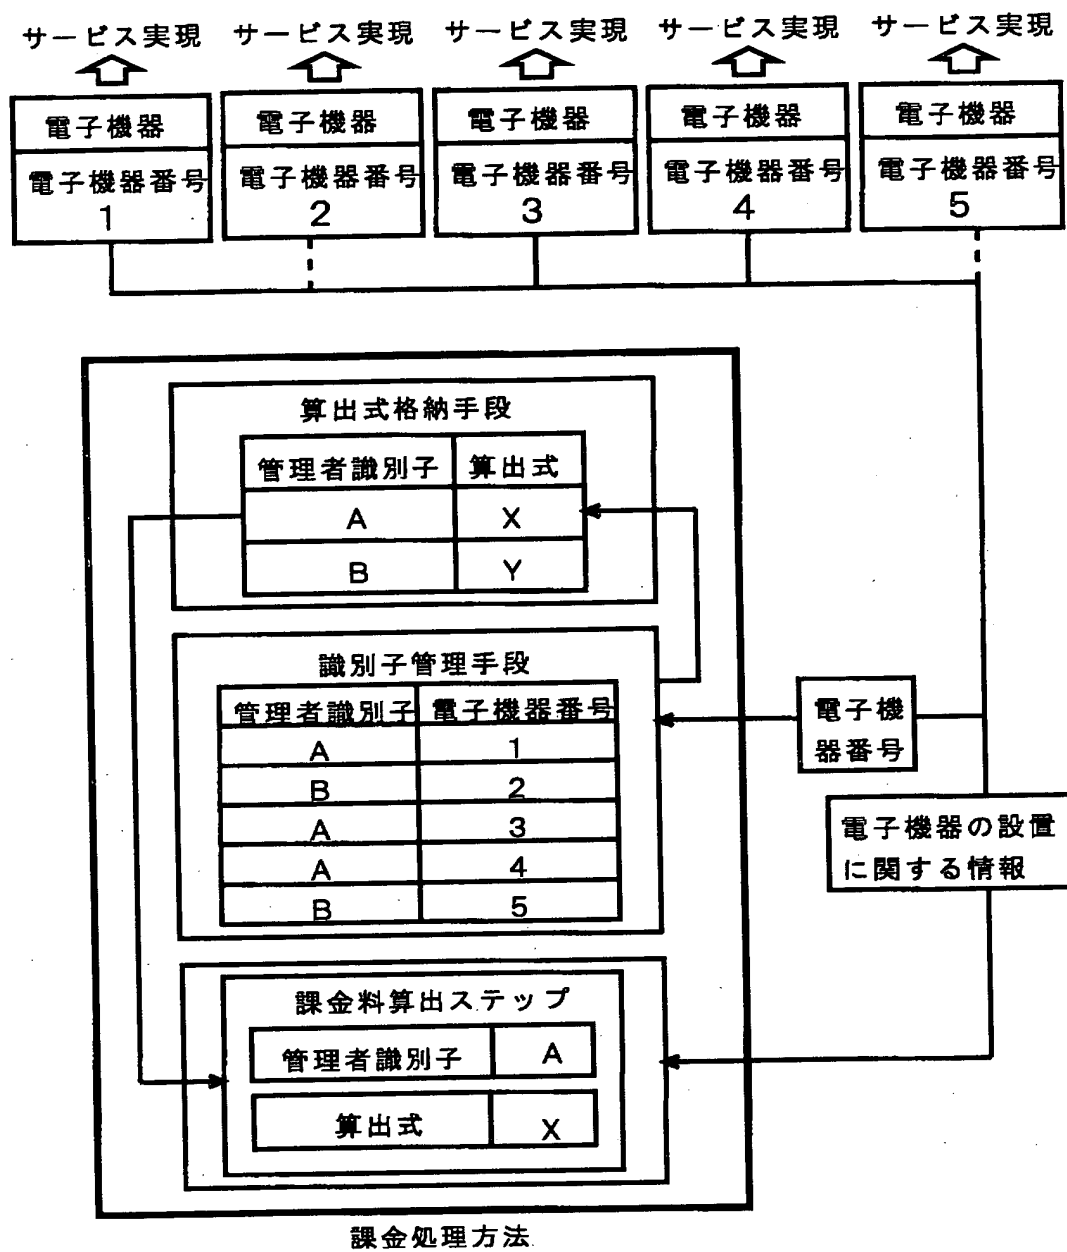 サービス実現 サービス実現 サービス実現 サービス実現 サービス実現
電子機器 電子機器 電子機器 電子機器 電子機器
電子機器番号 電子機器番号 電子機器番号 電子機器番号 電子機器番号
1 2 3 4 5
算出式格納手段
管理者識別子 算出式
A X
B Y
識別子管理手段
管理者識別子 電子機器番号
A 1
B 2
A 3
A 4
B 5
電子機
器番号
電子機器の設置
に関する情報
課金料算出ステップ
管理者識別子 A
算出式 X
課金処理方法